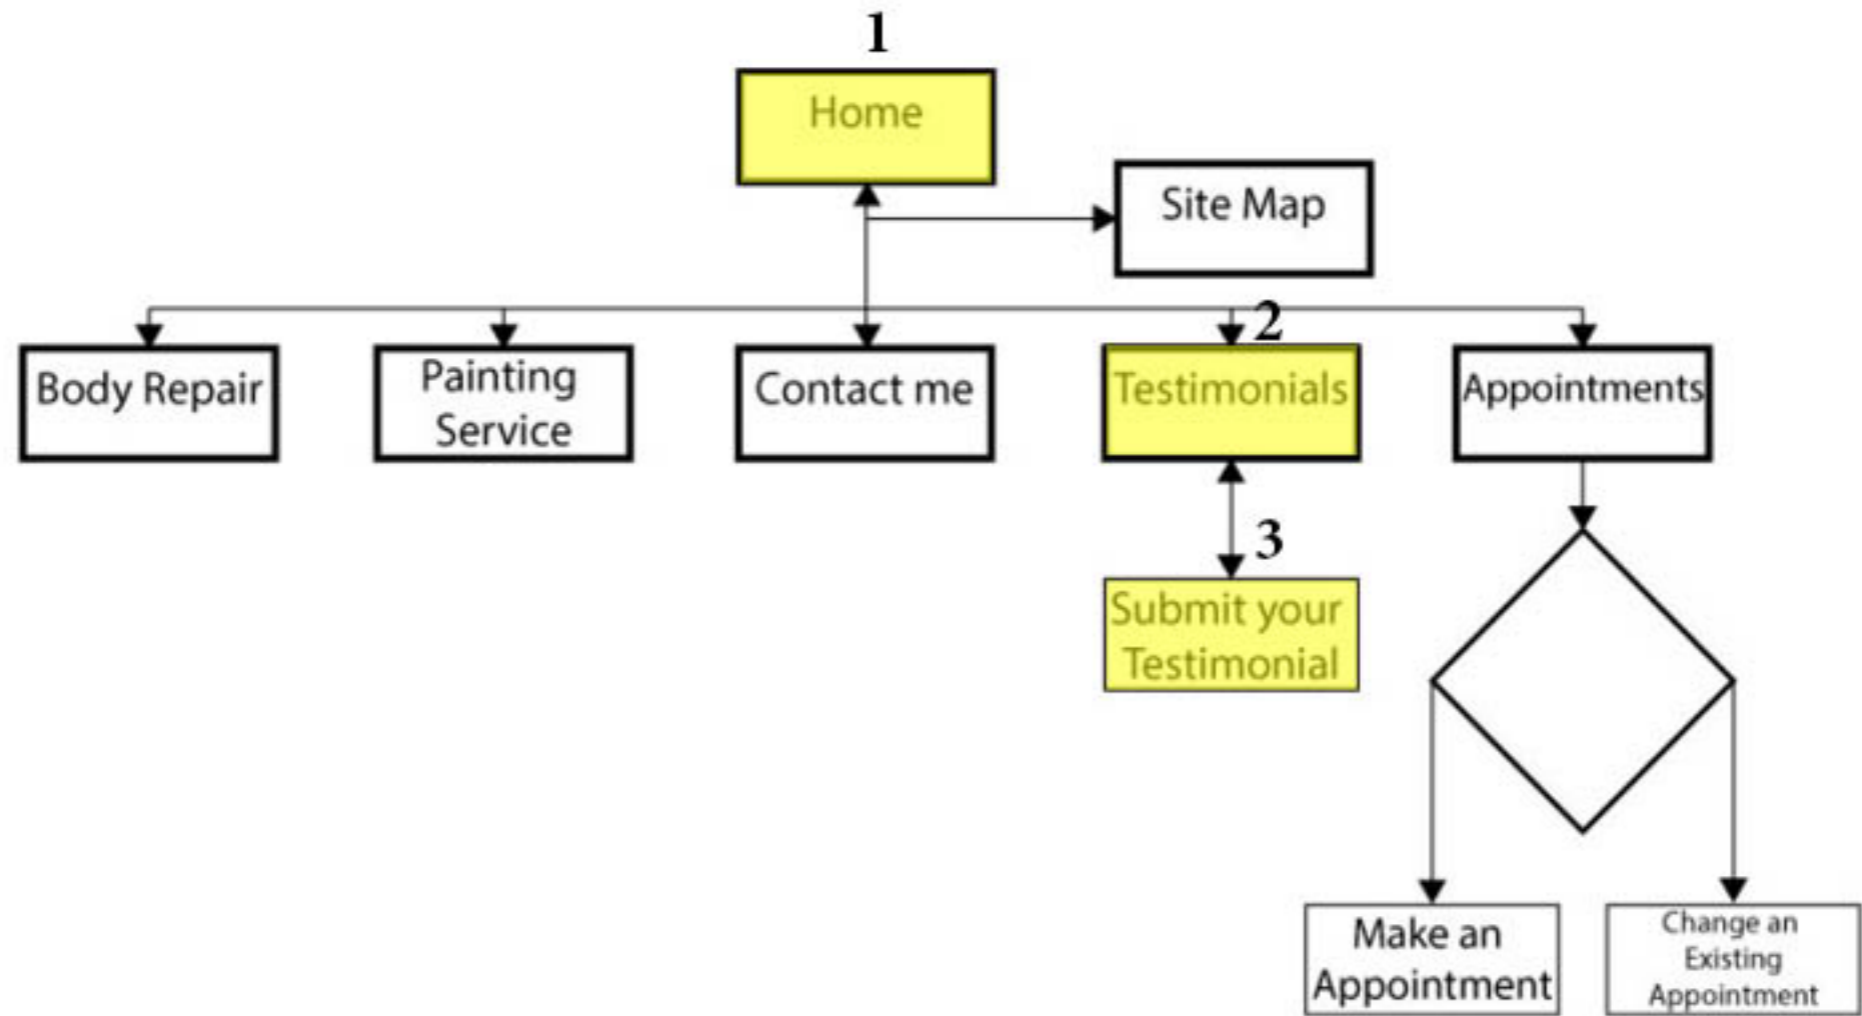 1
Home
Site Map
2
Body Repair
Painting
Service
Contact me
Testimonials
Appointments
3
Submit your
Testimonial
Make an
Appointment
Change an
Existing
Appointment